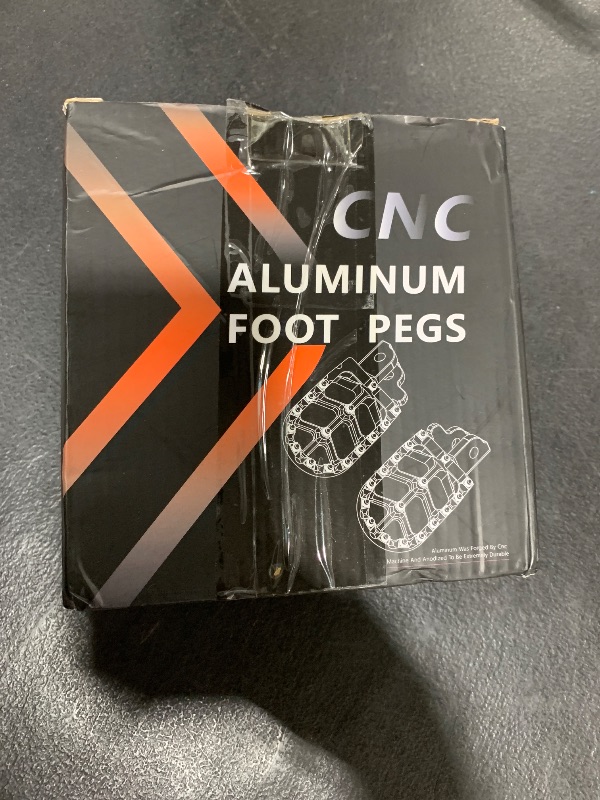 CNC
ALUMINUM
FOOT PEGS
Aluminum Was Forged By Cnc
Machine And Anodized To Be Extremely Durable